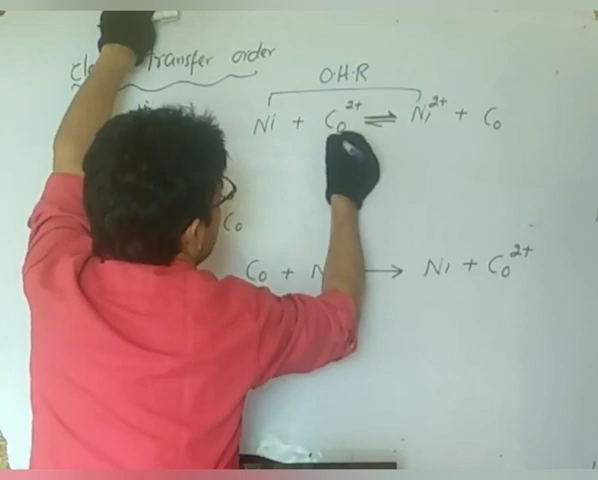 transfer order
O.H.R
Ni + Co²⁺ ⇌ Ni²⁺ + Co
Co
Co + N → Ni + Co²⁺